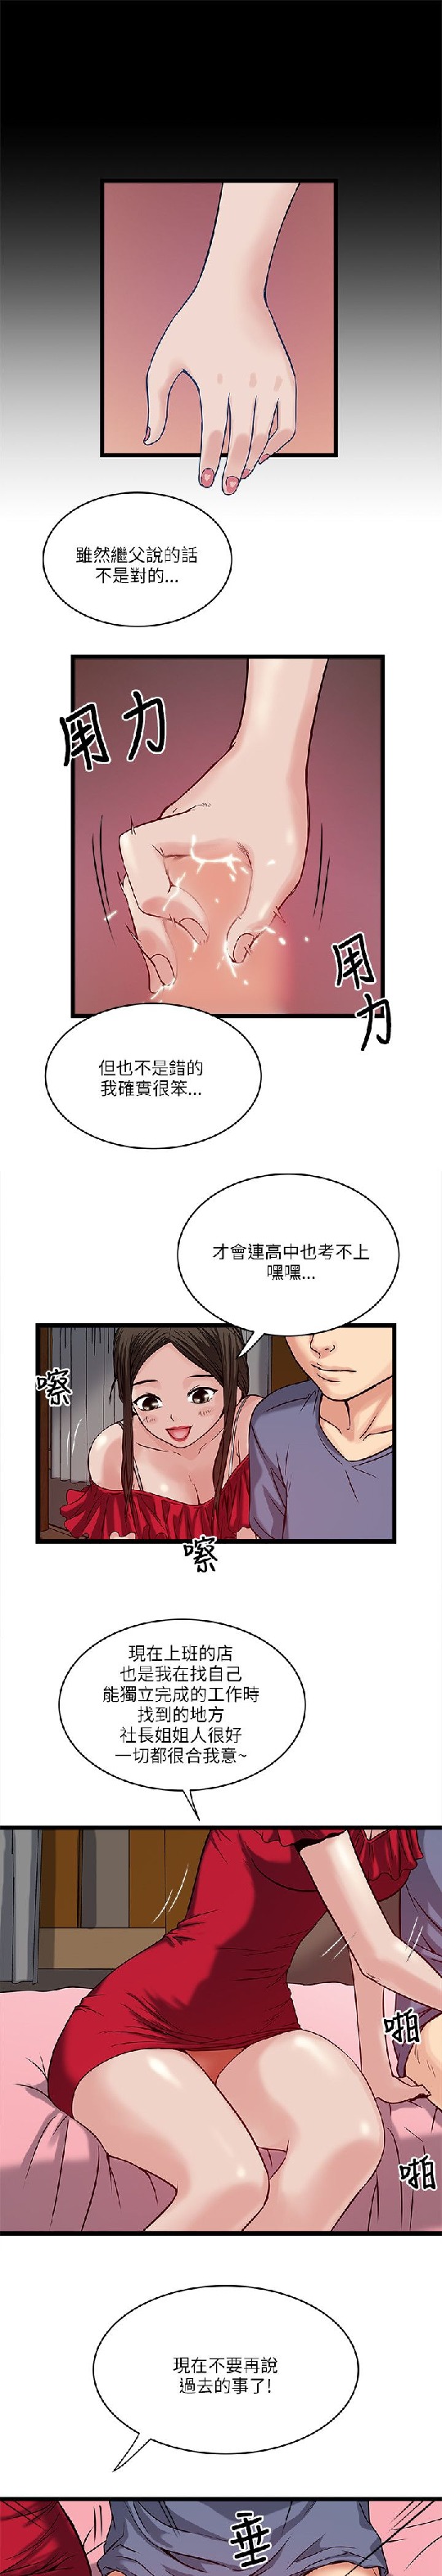 雖然繼父說的話
不是對的...
用力
用力
但也不是錯的
我確實很笨...
才會連高中也考不上
嘿嘿...
嚓
嚓
現在上班的店
也是我在找自己
能獨立完成的工作時
找到的地方
社長姐姐人很好
一切都很合我意~
啪
啪
現在不要再說
過去的事了!
垂